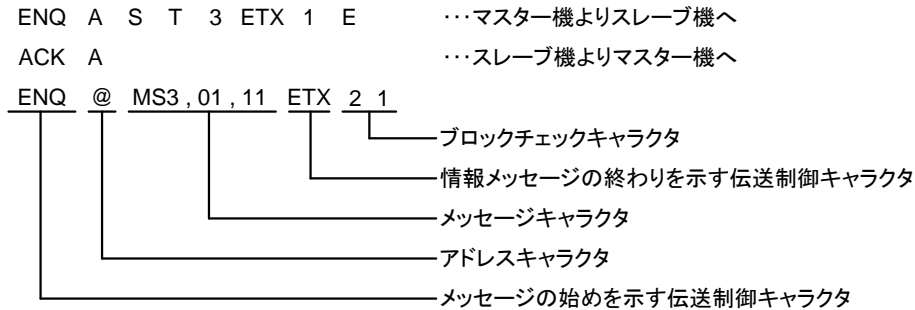 ENQ A S T 3 ETX 1 E ···マスター機よりスレーブ機へ
ACK A ···スレーブ機よりマスター機へ
ENQ @ MS3 , 01 , 11 ETX 2 1
ブロックチェックキャラクタ
情報メッセージの終わりを示す伝送制御キャラクタ
メッセージキャラクタ
アドレスキャラクタ
メッセージの始めを示す伝送制御キャラクタ